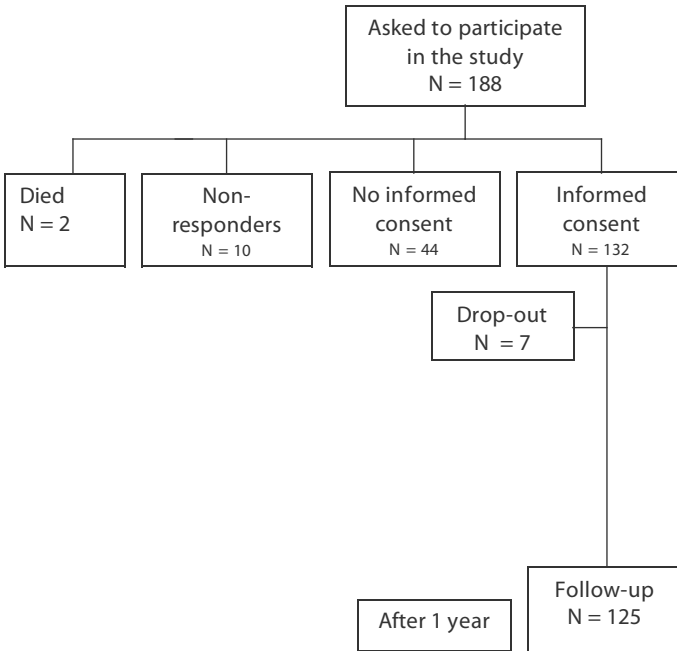 Asked to participate
in the study
N = 188
Died
N = 2
Non-
responders
N = 10
No informed
consent
N = 44
Informed
consent
N = 132
Drop-out
N = 7
Follow-up
N = 125
After 1 year